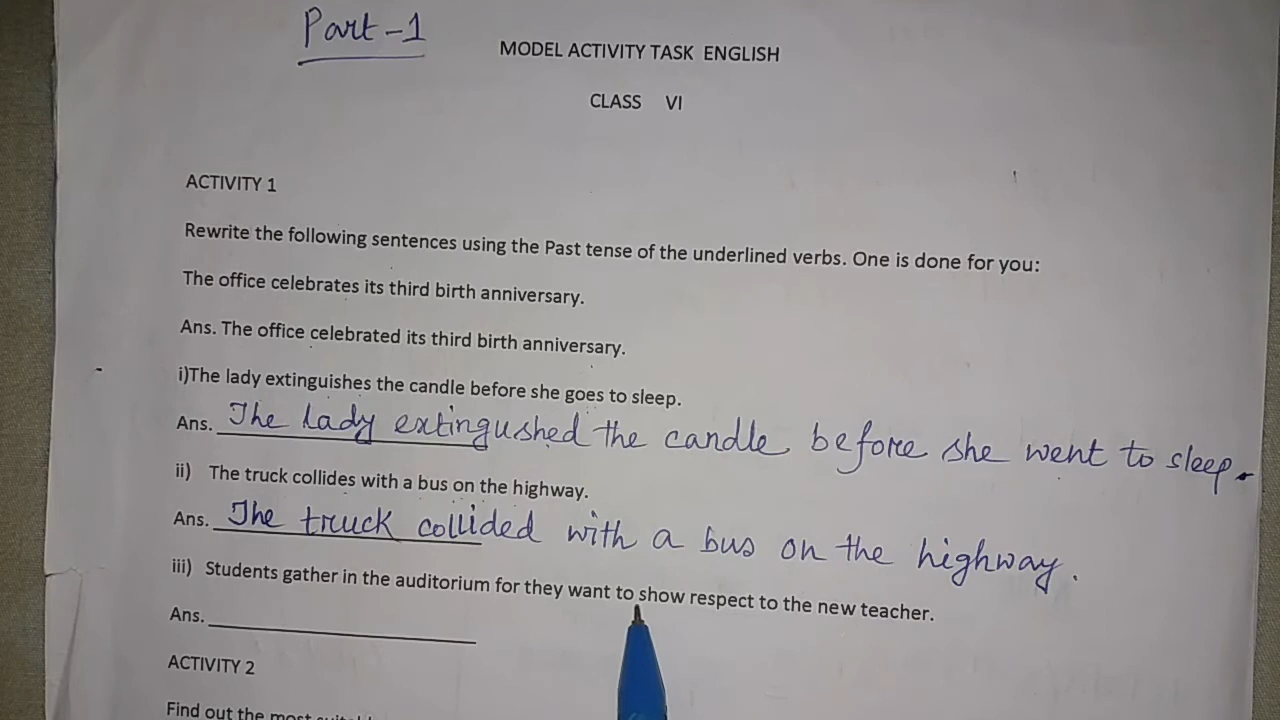 Part-1
MODEL ACTIVITY TASK ENGLISH
CLASS VI
ACTIVITY 1
Rewrite the following sentences using the Past tense of the underlined verbs. One is done for you:
The office celebrates its third birth anniversary.
Ans. The office celebrated its third birth anniversary.
i)The lady extinguishes the candle before she goes to sleep.
Ans. The lady extingushed the candle before she went to sleep.
ii) The truck collides with a bus on the highway.
Ans. The truck collided with a bus on the highway.
iii) Students gather in the auditorium for they want to show respect to the new teacher.
Ans.
ACTIVITY 2
Find out the most